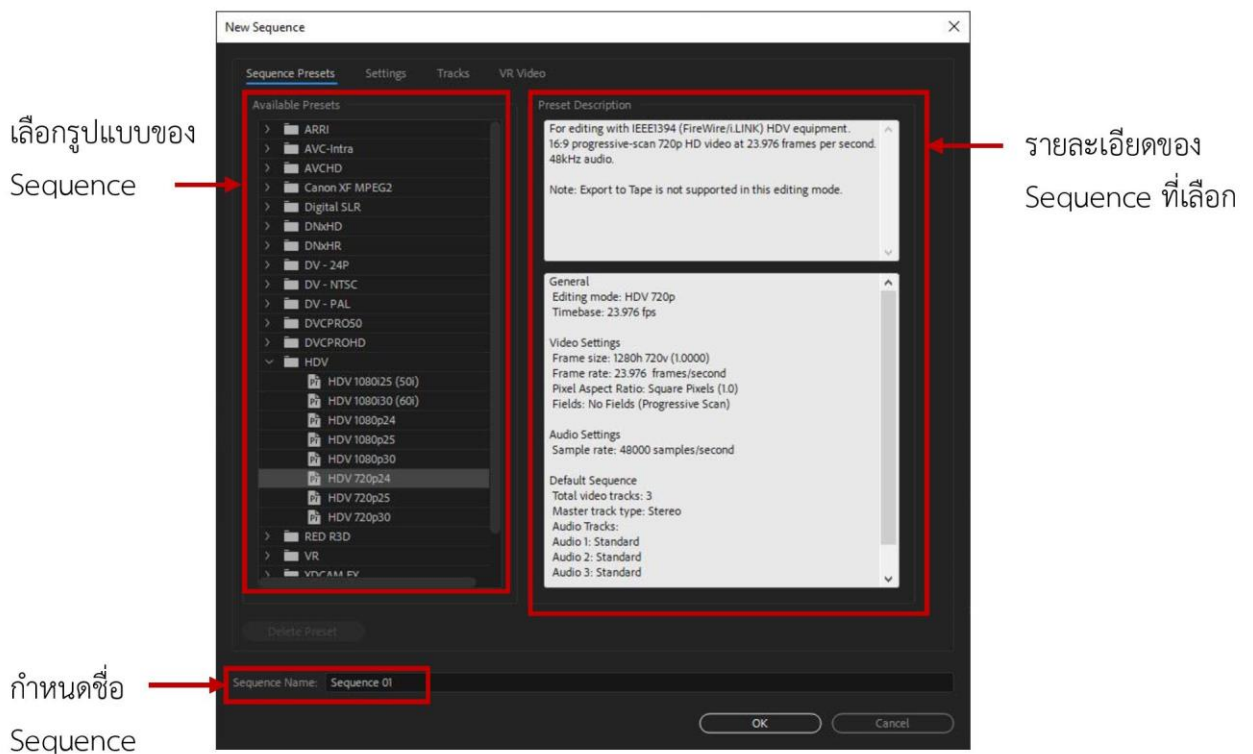 New Sequence
Sequence Presets Settings Tracks VR Video
เลือกรูปแบบของ
Sequence
Available Presets
ARRI
AVC-Intra
AVCHD
Canon XF MPEG2
Digital SLR
DNxHD
DNxHR
DV - 24P
DV - NTSC
DV - PAL
DVCPRO50
DVCPROHD
HDV
HDV 1080i25 (50i)
HDV 1080i30 (60i)
HDV 1080p24
HDV 1080p25
HDV 1080p30
HDV 720p24
HDV 720p25
HDV 720p30
RED R3D
VR
XDCAM EX
Preset Description
For editing with IEEE1394 (FireWire/i.LINK) HDV equipment.
16:9 progressive-scan 720p HD video at 23.976 frames per second.
48kHz audio.
Note: Export to Tape is not supported in this editing mode.
General
Editing mode: HDV 720p
Timebase: 23.976 fps
Video Settings
Frame size: 1280h 720v (1.0000)
Frame rate: 23.976 frames/second
Pixel Aspect Ratio: Square Pixels (1.0)
Fields: No Fields (Progressive Scan)
Audio Settings
Sample rate: 48000 samples/second
Default Sequence
Total video tracks: 3
Master track type: Stereo
Audio Tracks:
Audio 1: Standard
Audio 2: Standard
Audio 3: Standard
รายละเอียดของ
Sequence ที่เลือก
Delete Preset
กำหนดชื่อ
Sequence
Sequence Name: Sequence 01
OK Cancel